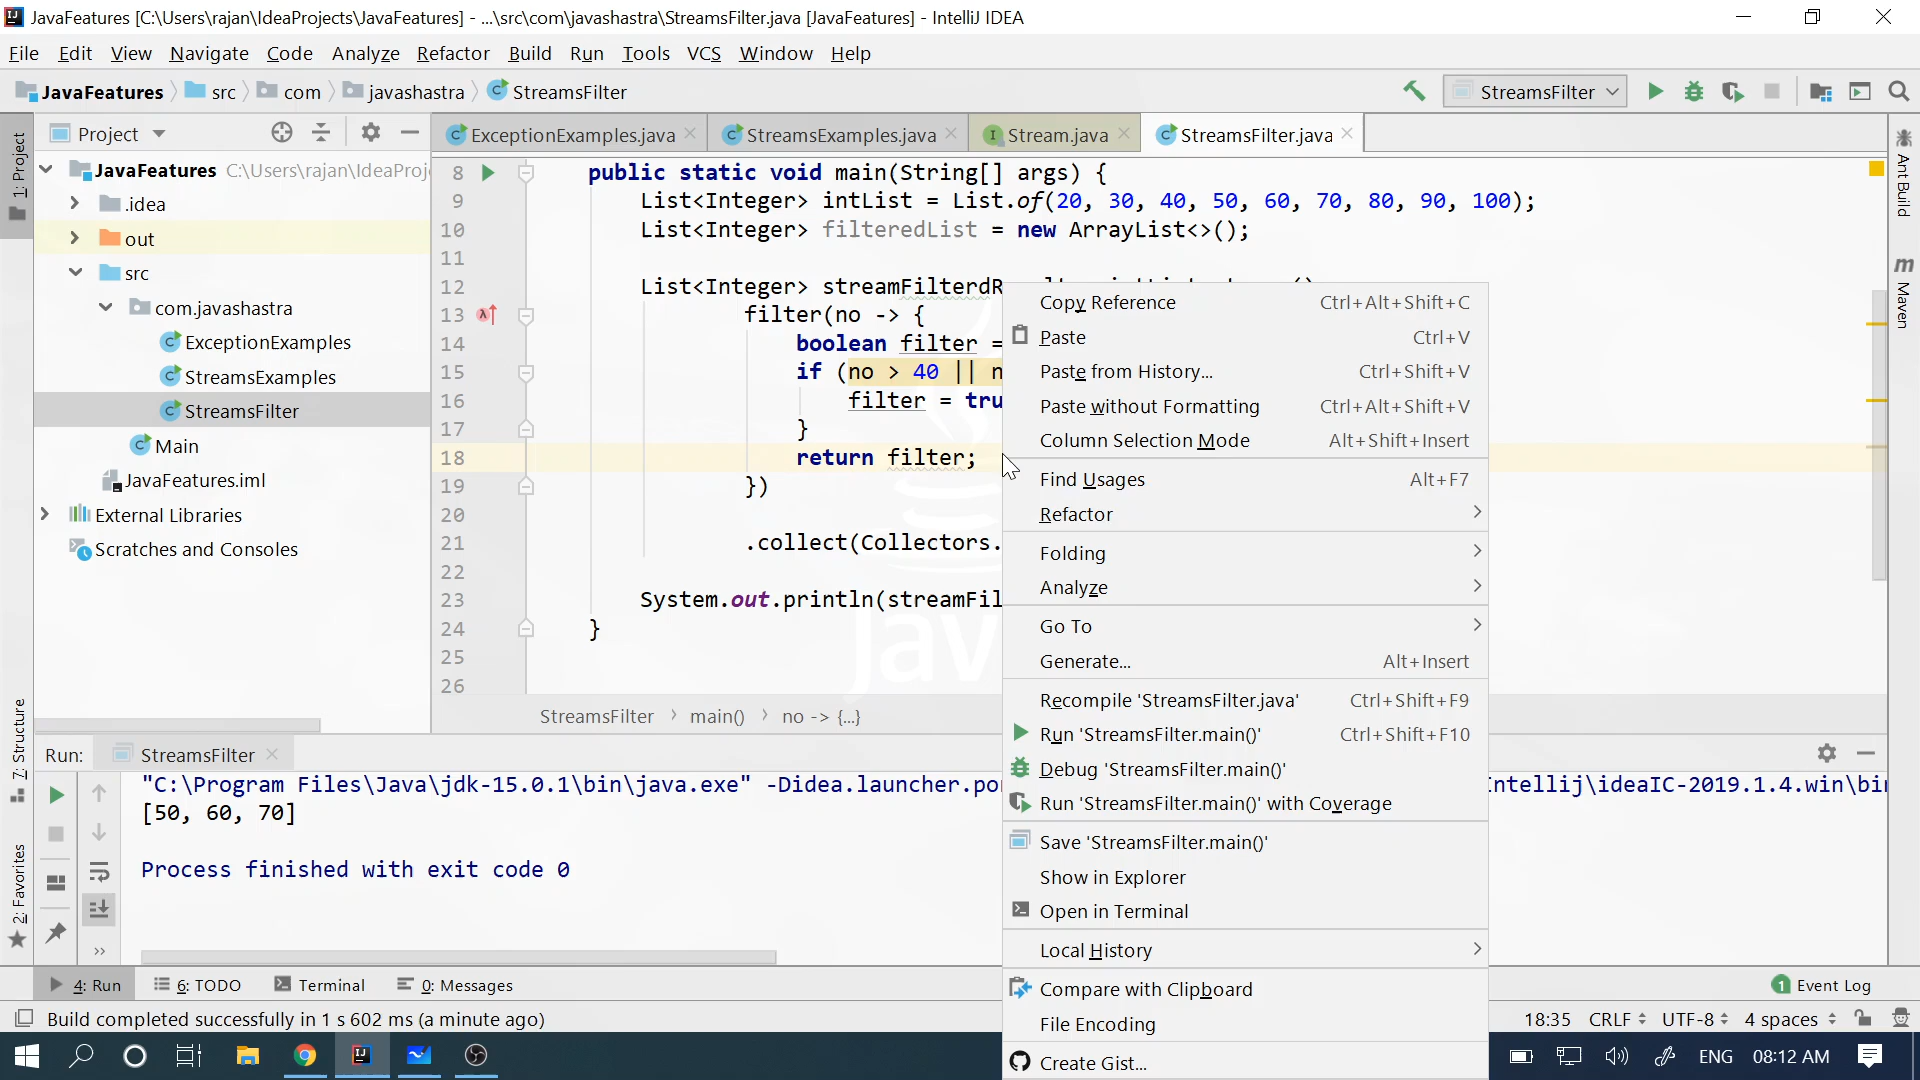 JavaFeatures [C:\Users\rajan\IdeaProjects\JavaFeatures] - ...\src\com\javashastra\StreamsFilter.java [JavaFeatures] - IntelliJ IDEA
File Edit View Navigate Code Analyze Refactor Build Run Tools VCS Window Help
JavaFeatures src com javashastra StreamsFilter
StreamsFilter
Project
ExceptionExamples.java StreamsExamples.java Stream.java StreamsFilter.java
1: Project
7: Structure
2: Favorites
Ant Build
Maven
JavaFeatures C:\Users\rajan\IdeaProj
.idea
out
src
com.javashastra
ExceptionExamples
StreamsExamples
StreamsFilter
Main
JavaFeatures.iml
External Libraries
Scratches and Consoles
8 public static void main(String[] args) {
9 List<Integer> intList = List.of(20, 30, 40, 50, 60, 70, 80, 90, 100);
10 List<Integer> filteredList = new ArrayList<>();
11
12 List<Integer> streamFilterdR
13 filter(no -> {
14 boolean filter =
15 if (no > 40 || n
16 filter = tru
17 }
18 return filter;
19 })
20
21 .collect(Collectors.
22
23 System.out.println(streamFil
24 }
25
26
Java
StreamsFilter main() no -> {...}
Copy Reference Ctrl+Alt+Shift+C
Paste Ctrl+V
Paste from History... Ctrl+Shift+V
Paste without Formatting Ctrl+Alt+Shift+V
Column Selection Mode Alt+Shift+Insert
Find Usages Alt+F7
Refactor
Folding
Analyze
Go To
Generate... Alt+Insert
Recompile 'StreamsFilter.java' Ctrl+Shift+F9
Run 'StreamsFilter.main()' Ctrl+Shift+F10
Debug 'StreamsFilter.main()'
Run 'StreamsFilter.main()' with Coverage
Save 'StreamsFilter.main()'
Show in Explorer
Open in Terminal
Local History
Compare with Clipboard
File Encoding
Create Gist...
Run: StreamsFilter
"C:\Program Files\Java\jdk-15.0.1\bin\java.exe" -Didea.launcher.po ntellij\ideaIC-2019.1.4.win\bin
[50, 60, 70]
Process finished with exit code 0
4: Run 6: TODO Terminal 0: Messages 1 Event Log
Build completed successfully in 1 s 602 ms (a minute ago) 18:35 CRLF UTF-8 4 spaces
ENG 08:12 AM